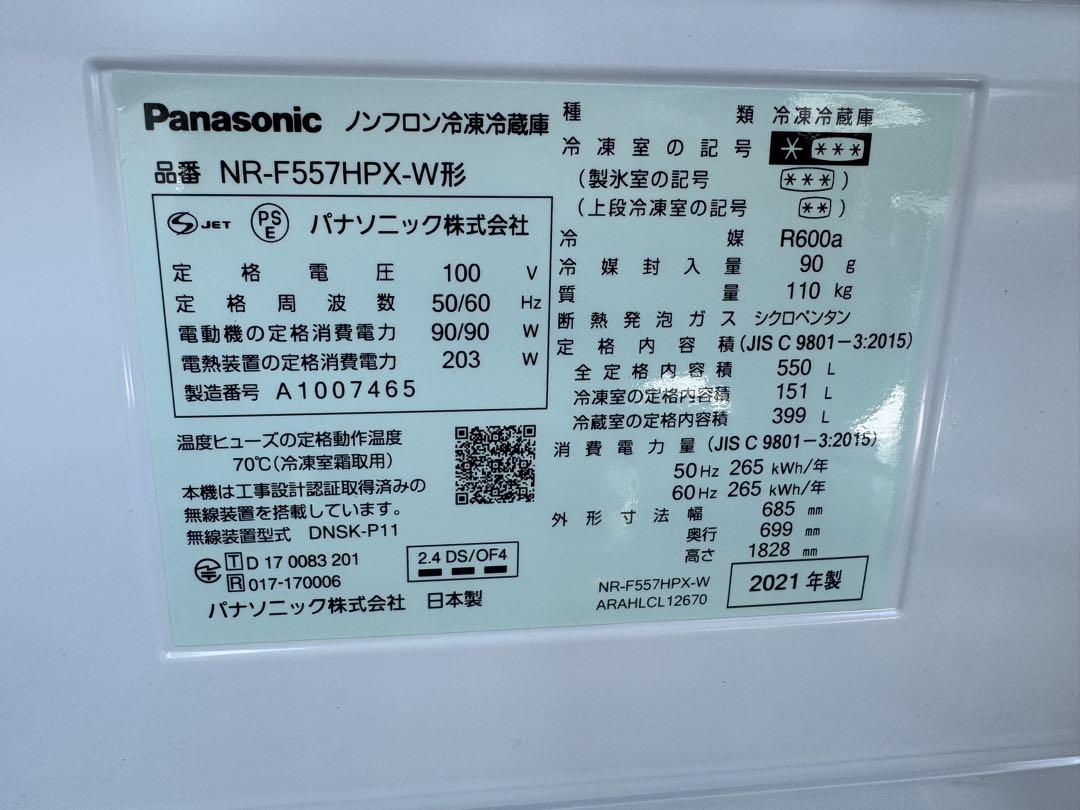 Panasonic ノンフロン冷凍冷蔵庫
品番 NR-F557HPX-W形
S JET PSE パナソニック株式会社
定格電圧 100 V
定格周波数 50/60 Hz
電動機の定格消費電力 90/90 W
電熱装置の定格消費電力 203 W
製造番号 A1007465
温度ヒューズの定格動作温度
70℃(冷凍室霜取用)
本機は工事設計認証取得済みの
無線装置を搭載しています。
無線装置型式 DNSK-P11
T D 17 0083 201
R 017-170006
2.4 DS/OF4
パナソニック株式会社 日本製
種類 冷凍冷蔵庫
冷凍室の記号 * ***
(製氷室の記号 ***)
(上段冷凍室の記号 **)
冷媒 R600a
冷媒封入量 90 g
質量 110 kg
断熱発泡ガス シクロペンタン
定格内容積 (JIS C 9801-3:2015)
全定格内容積 550 L
冷凍室の定格内容積 151 L
冷蔵室の定格内容積 399 L
消費電力量 (JIS C 9801-3:2015)
50Hz 265 kWh/年
60Hz 265 kWh/年
外形寸法 幅 685 mm
奥行 699 mm
高さ 1828 mm
NR-F557HPX-W
ARAHLCL12670
2021年製